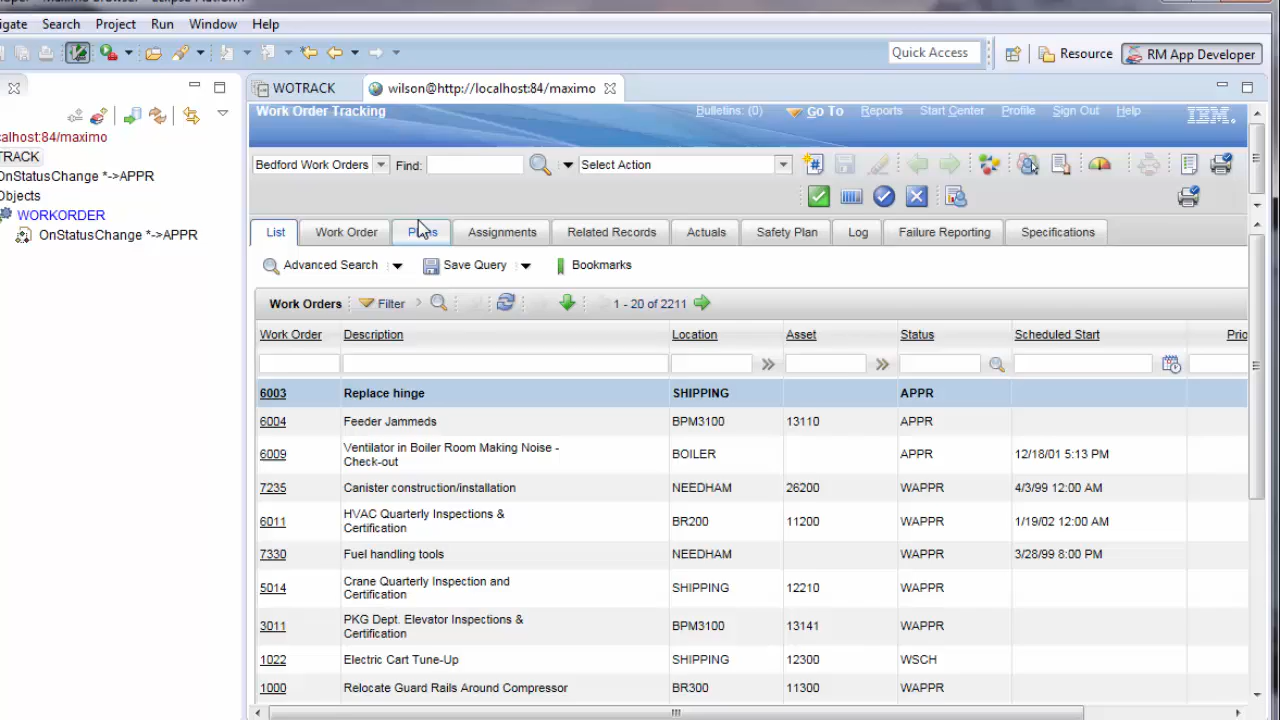 igate Search Project Run Window Help
Quick Access Resource RM App Developer
WOTRACK wilson@http://localhost:84/maximo
Work Order Tracking Bulletins: (0) Go To Reports Start Center Profile Sign Out Help IBM.
calhost:84/maximo
TRACK
OnStatusChange *->APPR
Objects
WORKORDER
OnStatusChange *->APPR
Bedford Work Orders Find: Select Action
List Work Order Plans Assignments Related Records Actuals Safety Plan Log Failure Reporting Specifications
Advanced Search Save Query Bookmarks
Work Orders Filter 1 - 20 of 2211
Work Order Description Location Asset Status Scheduled Start Prio
6003 Replace hinge SHIPPING APPR
6004 Feeder Jammeds BPM3100 13110 APPR
6009 Ventilator in Boiler Room Making Noise - Check-out BOILER APPR 12/18/01 5:13 PM
7235 Canister construction/installation NEEDHAM 26200 WAPPR 4/3/99 12:00 AM
6011 HVAC Quarterly Inspections & Certification BR200 11200 WAPPR 1/19/02 12:00 AM
7330 Fuel handling tools NEEDHAM WAPPR 3/28/99 8:00 PM
5014 Crane Quarterly Inspection and Certification SHIPPING 12210 WAPPR
3011 PKG Dept. Elevator Inspections & Certification BPM3100 13141 WAPPR
1022 Electric Cart Tune-Up SHIPPING 12300 WSCH
1000 Relocate Guard Rails Around Compressor BR300 11300 WAPPR